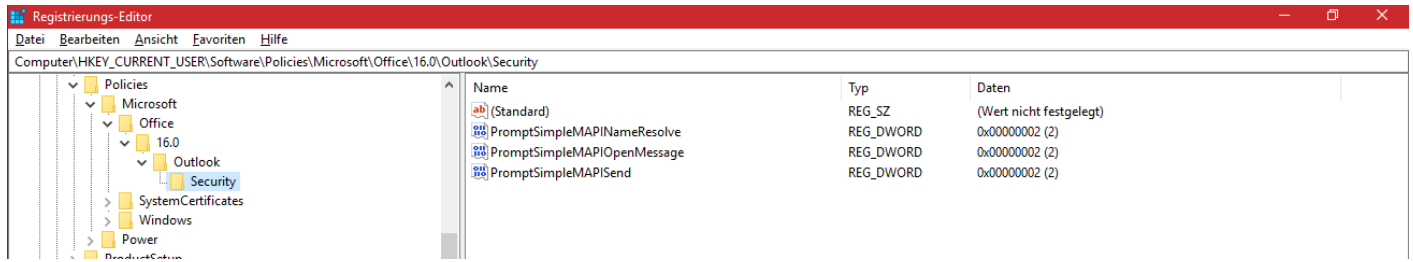 Registrierungs-Editor
Datei Bearbeiten Ansicht Favoriten Hilfe
Computer\HKEY_CURRENT_USER\Software\Policies\Microsoft\Office\16.0\Outlook\Security
Policies
Microsoft
Office
16.0
Outlook
Security
SystemCertificates
Windows
Power
ProductSetup
Name Typ Daten
(Standard) REG_SZ (Wert nicht festgelegt)
PromptSimpleMAPINameResolve REG_DWORD 0x00000002 (2)
PromptSimpleMAPIOpenMessage REG_DWORD 0x00000002 (2)
PromptSimpleMAPISend REG_DWORD 0x00000002 (2)